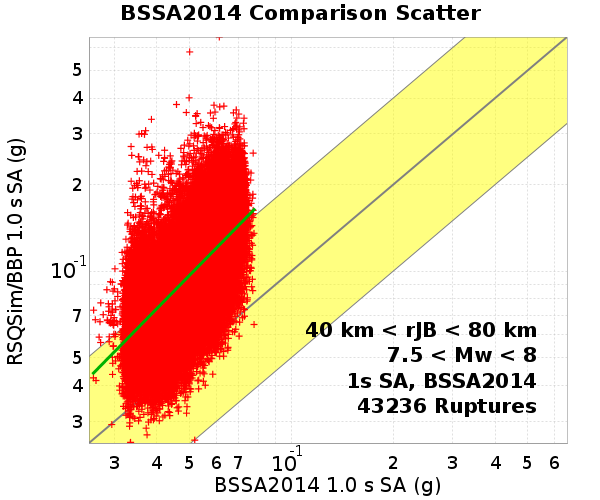 BSSA2014 Comparison Scatter
RSQSim/BBP 1.0 s SA (g)
5
4
3
2
10-1
7
5
4
3
40 km < rJB < 80 km
7.5 < Mw < 8
1s SA, BSSA2014
43236 Ruptures
3 4 5 6 7 10-1 2 3 4 5 6
BSSA2014 1.0 s SA (g)